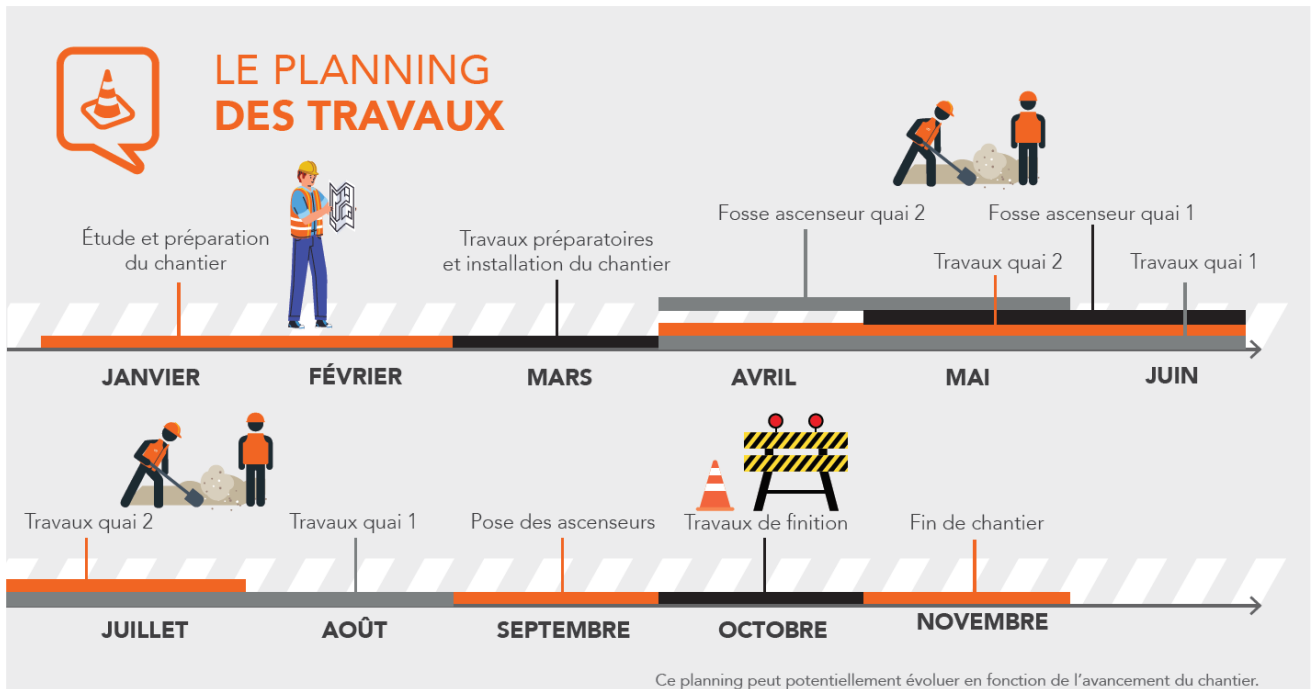 LE PLANNING
DES TRAVAUX
Étude et préparation
du chantier
Travaux préparatoires
et installation du chantier
Fosse ascenseur quai 2
Fosse ascenseur quai 1
Travaux quai 2
Travaux quai 1
JANVIER
FÉVRIER
MARS
AVRIL
MAI
JUIN
Travaux quai 2
Travaux quai 1
Pose des ascenseurs
Travaux de finition
Fin de chantier
JUILLET
AOÛT
SEPTEMBRE
OCTOBRE
NOVEMBRE
Ce planning peut potentiellement évoluer en fonction de l'avancement du chantier.